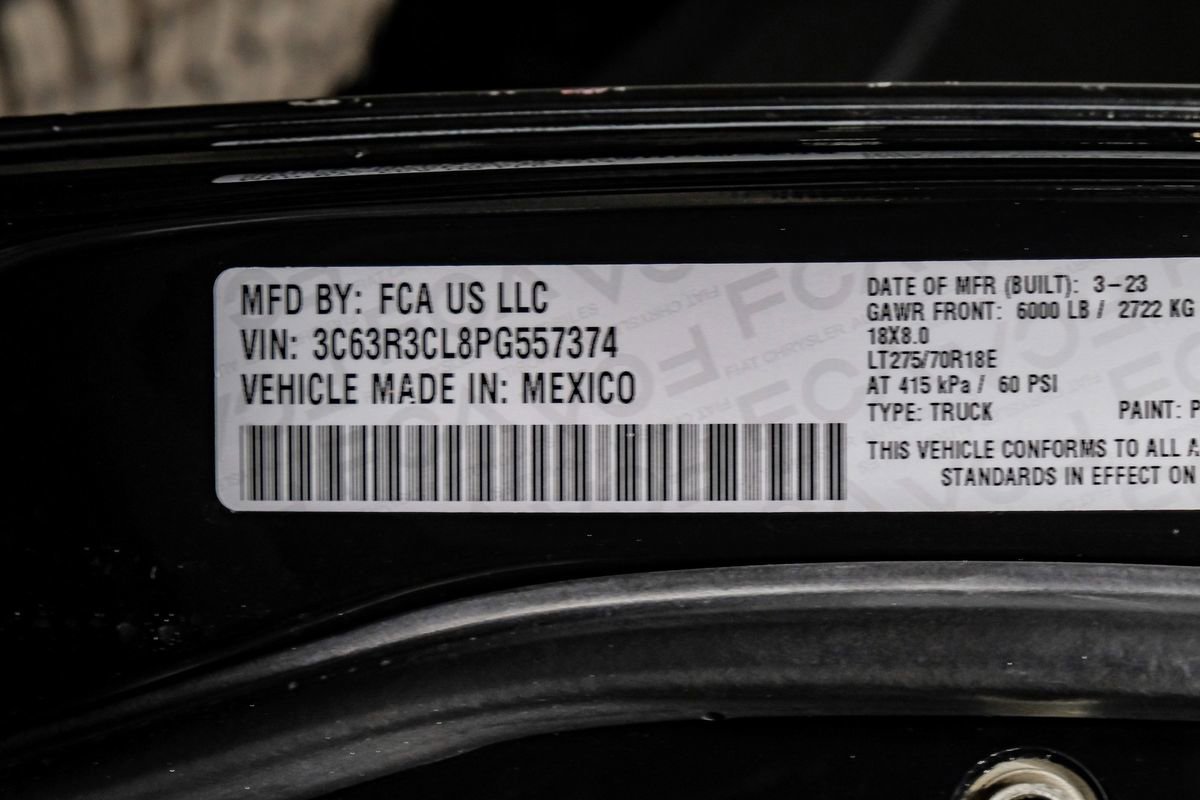 MFD BY: FCA US LLC
VIN: 3C63R3CL8PG557374
VEHICLE MADE IN: MEXICO
DATE OF MFR (BUILT): 3-23
GAWR FRONT: 6000 LB / 2722 KG
18X8.0
LT275/70R18E
AT 415 kPa / 60 PSI
TYPE: TRUCK PAINT: P
THIS VEHICLE CONFORMS TO ALL A
STANDARDS IN EFFECT ON